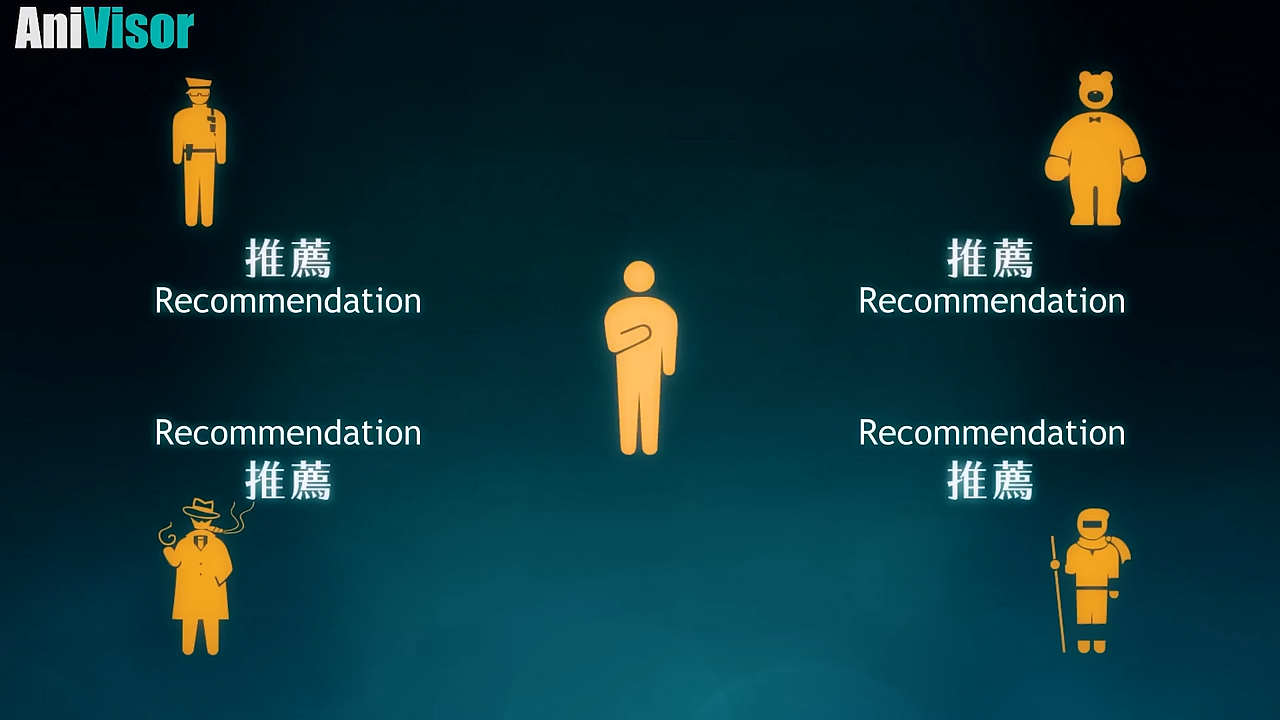 AniVisor
推薦
Recommendation
推薦
Recommendation
Recommendation
推薦
Recommendation
推薦